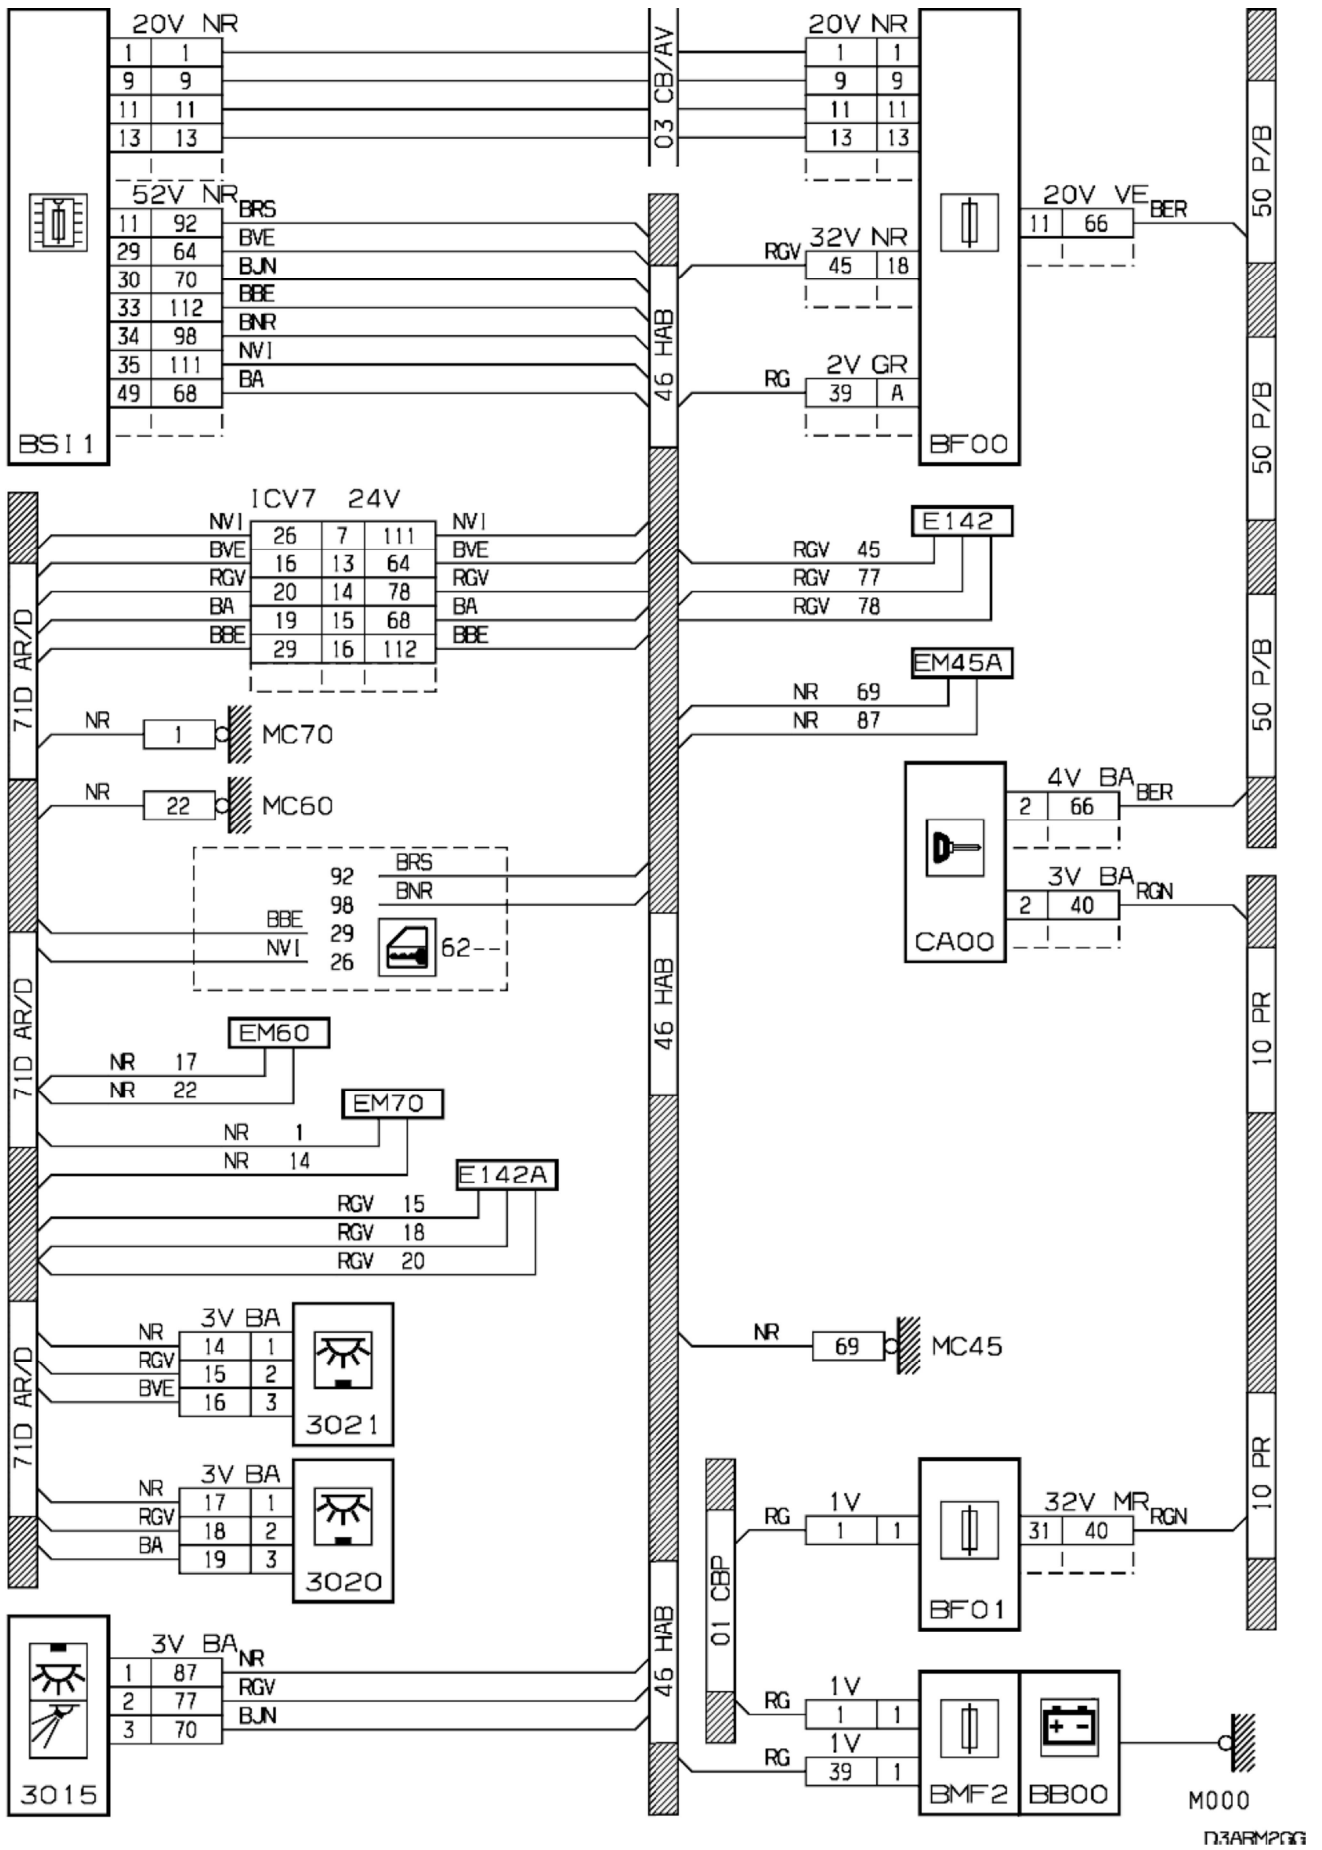 20V NR
1 1
9 9
11 11
13 13
52V NR
11 92 BRS
29 64 BVE
30 70 BJN
33 112 BBE
34 98 BNR
35 111 NVI
49 68 BA
BSI1
03 CB/AV
20V NR
1 1
9 9
11 11
13 13
32V NR
RGV 45 18
2V GR
RG 39 A
BF00
20V VE
11 66 BER
50 P/B
50 P/B
50 P/B
46 HAB
ICV7 24V
NVI 26 7 111 NVI
BVE 16 13 64 BVE
RGV 20 14 78 RGV
BA 19 15 68 BA
BBE 29 16 112 BBE
71D AR/D
NR 1 MC70
NR 22 MC60
E142
RGV 45
RGV 77
RGV 78
EM45A
NR 69
NR 87
4V BA
2 66 BER
3V BA
2 40 RGN
CA00
92 BRS
98 BNR
BBE 29
NVI 26
62--
71D AR/D
46 HAB
10 PR
EM60
NR 17
NR 22
EM70
NR 1
NR 14
E142A
RGV 15
RGV 18
RGV 20
3V BA
NR 14 1
RGV 15 2
BVE 16 3
3021
71D AR/D
NR 69 MC45
3V BA
NR 17 1
RGV 18 2
BA 19 3
3020
01 CBP
1V
RG 1 1
BF01
32V MR
31 40 RGN
10 PR
3V BA
1 87 NR
2 77 RGV
3 70 BJN
3015
46 HAB
1V
RG 1 1
1V
RG 39 1
BMF2
BB00
M000
D3ARM2GG